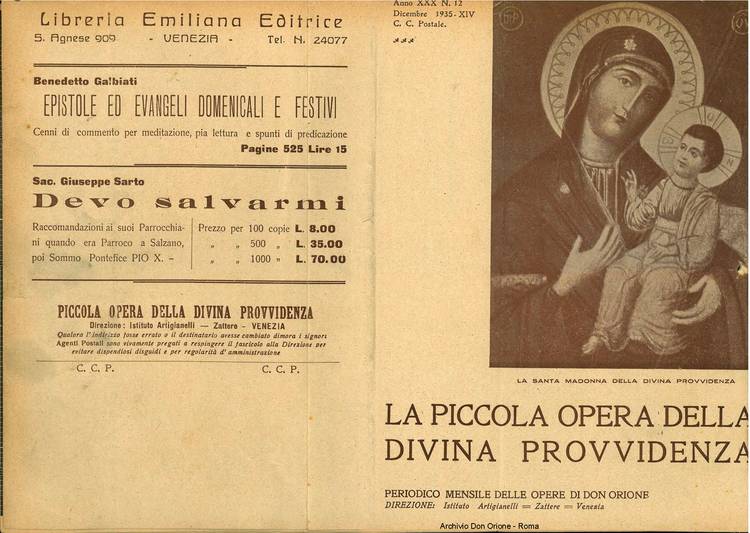 Libreria Emiliana Editrice
S. Agnese 909 - VENEZIA - Tel. N. 24077
Benedetto Galbiati
EPISTOLE ED EVANGELI DOMENICALI E FESTIVI
Cenni di commento per meditazione, pia lettura e spunti di predicazione
Pagine 525 Lire 15
Sac. Giuseppe Sarto
Devo salvarmi
Raccomandazioni ai suoi Parrocchia-
ni quando era Parroco a Salzano,
poi Sommo Pontefice PIO X. -
Prezzo per 100 copie L. 8.00
„ „ 500 „ L. 35.00
„ „ 1000 „ L. 70.00
PICCOLA OPERA DELLA DIVINA PROVVIDENZA
Direzione: Istituto Artigianelli — Zattere - VENEZIA
Qualora l'indirizzo fosse errato o il destinatario avesse cambiato dimora i signori
Agenti Postali sono vivamente pregati a respingere il fascicolo alla Direzione per
evitare dispendiosi disguidi e per regolarità d'amministrazione
C. C. P. C. C. P.
Anno XXX N. 12
Dicembre 1935-XIV
C. C. Postale.
LA SANTA MADONNA DELLA DIVINA PROVVIDENZA
LA PICCOLA OPERA DELLA
DIVINA PROVVIDENZA
PERIODICO MENSILE DELLE OPERE DI DON ORIONE
DIREZIONE: Istituto Artigianelli = Zattere = Venezia
Archivio Don Orione - Roma